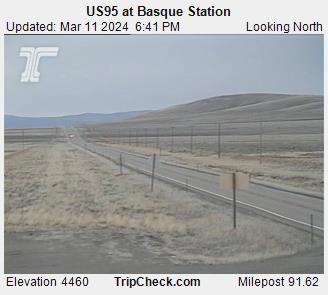 US95 at Basque Station
Updated: Mar 11 2024 6:41 PM Looking North
Elevation 4460 TripCheck.com Milepost 91.62